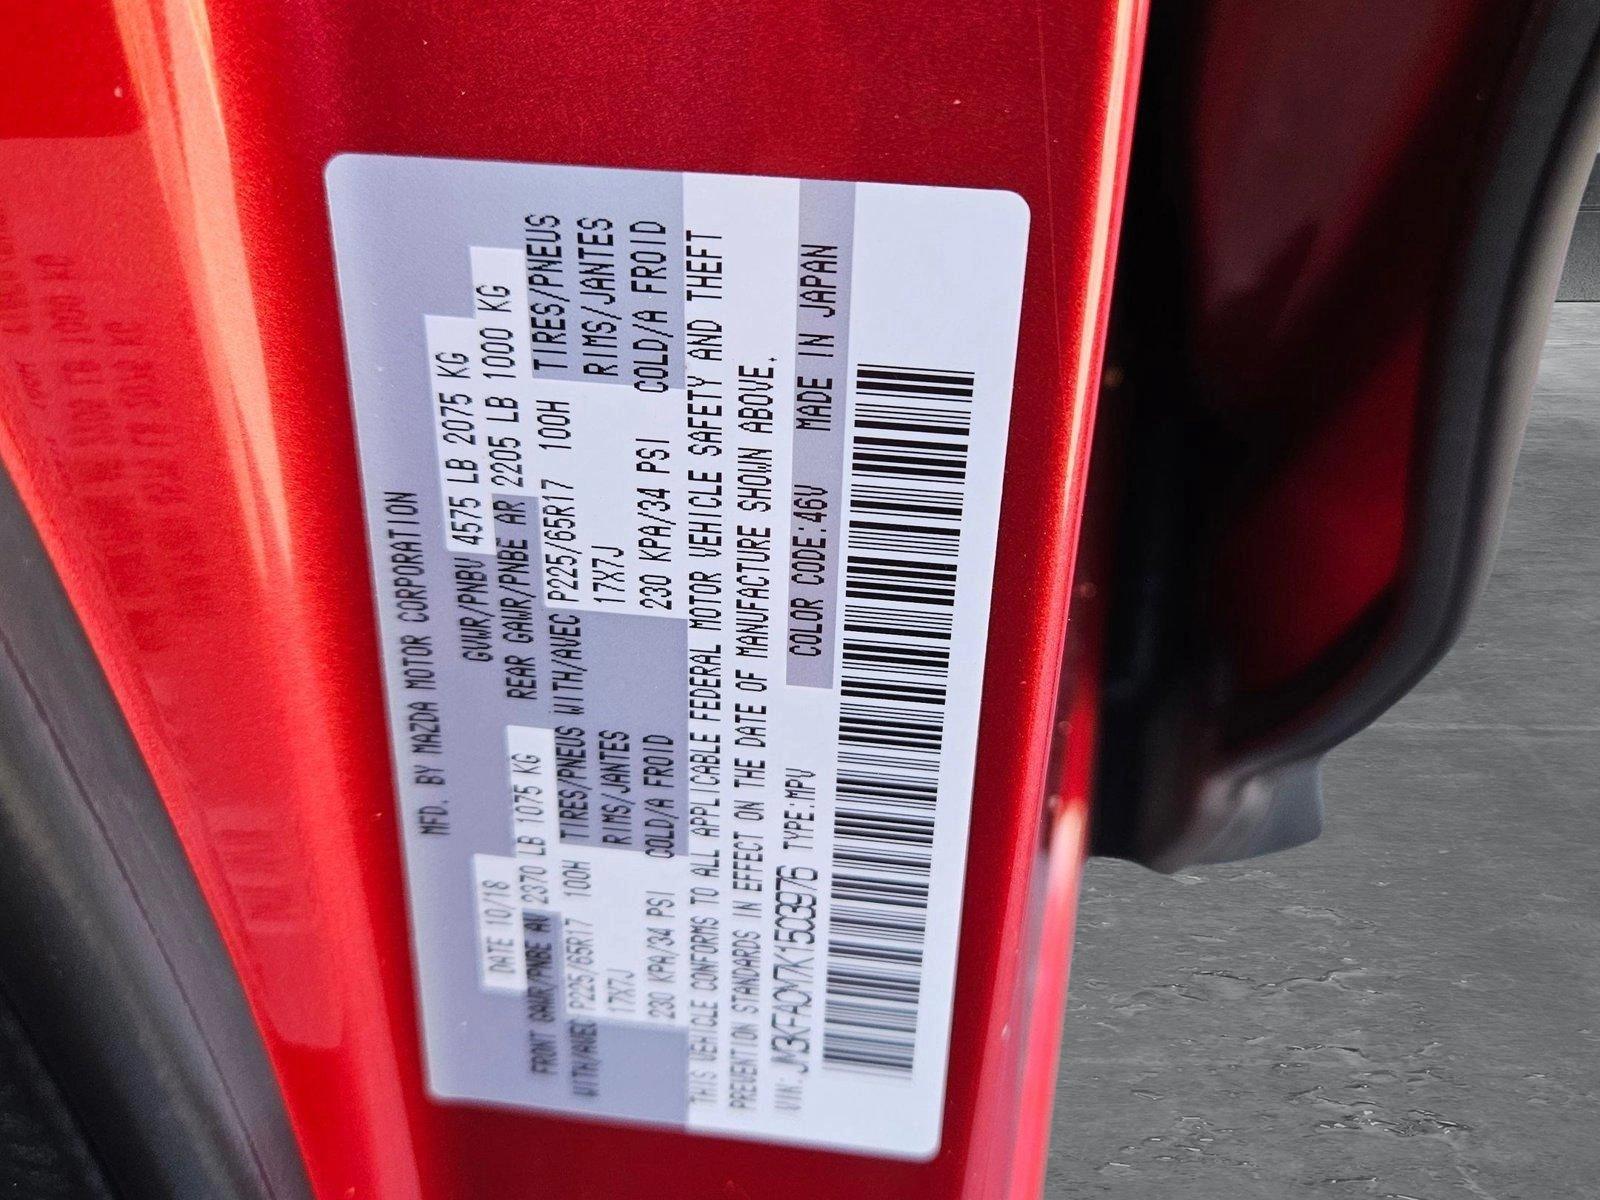 MFD. BY MAZDA MOTOR CORPORATION
DATE 10/18 GVWR/PNBV 4575 LB 2075 KG
FRONT GAWR/PNBE AV 2370 LB 1075 KG REAR GAWR/PNBE AR 2205 LB 1000 KG
WITH/AVEC P225/65R17 100H TIRES/PNEUS WITH/AVEC P225/65R17 100H TIRES/PNEUS
17X7J RIMS/JANTES 17X7J RIMS/JANTES
230 KPA/34 PSI COLD/A FROID 230 KPA/34 PSI COLD/A FROID
THIS VEHICLE CONFORMS TO ALL APPLICABLE FEDERAL MOTOR VEHICLE SAFETY AND THEFT
PREVENTION STANDARDS IN EFFECT ON THE DATE OF MANUFACTURE SHOWN ABOVE.
VIN: JM3KFACM7K1503976 TYPE:MPV COLOR CODE:46V MADE IN JAPAN